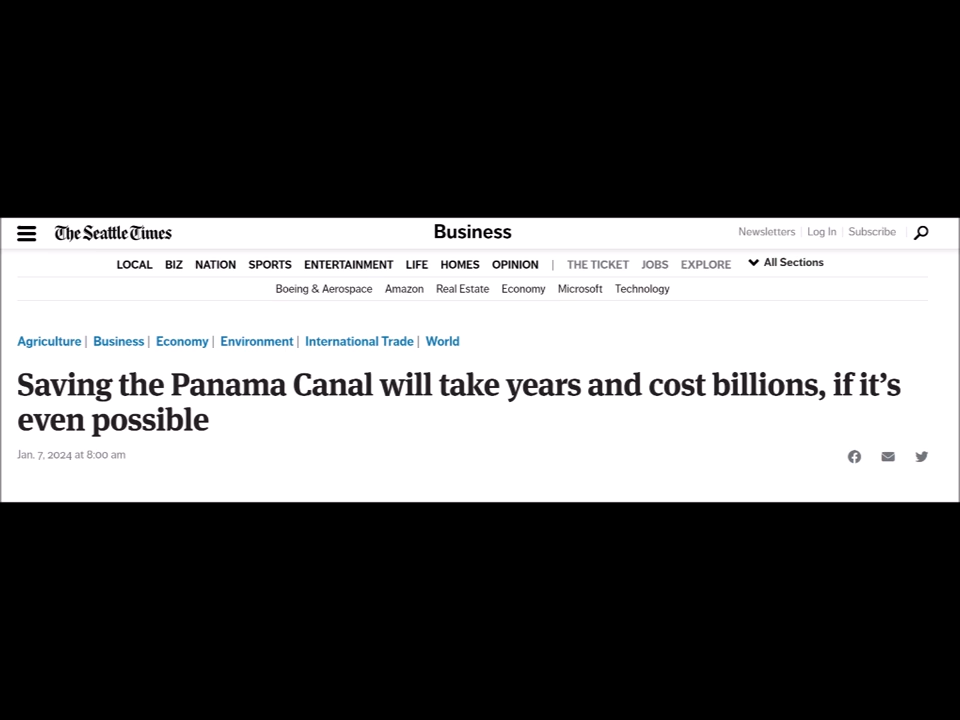 The Seattle Times Business Newsletters | Log In | Subscribe
LOCAL BIZ NATION SPORTS ENTERTAINMENT LIFE HOMES OPINION | THE TICKET JOBS EXPLORE All Sections
Boeing & Aerospace Amazon Real Estate Economy Microsoft Technology
Agriculture | Business | Economy | Environment | International Trade | World
Saving the Panama Canal will take years and cost billions, if it's
even possible
Jan. 7, 2024 at 8:00 am